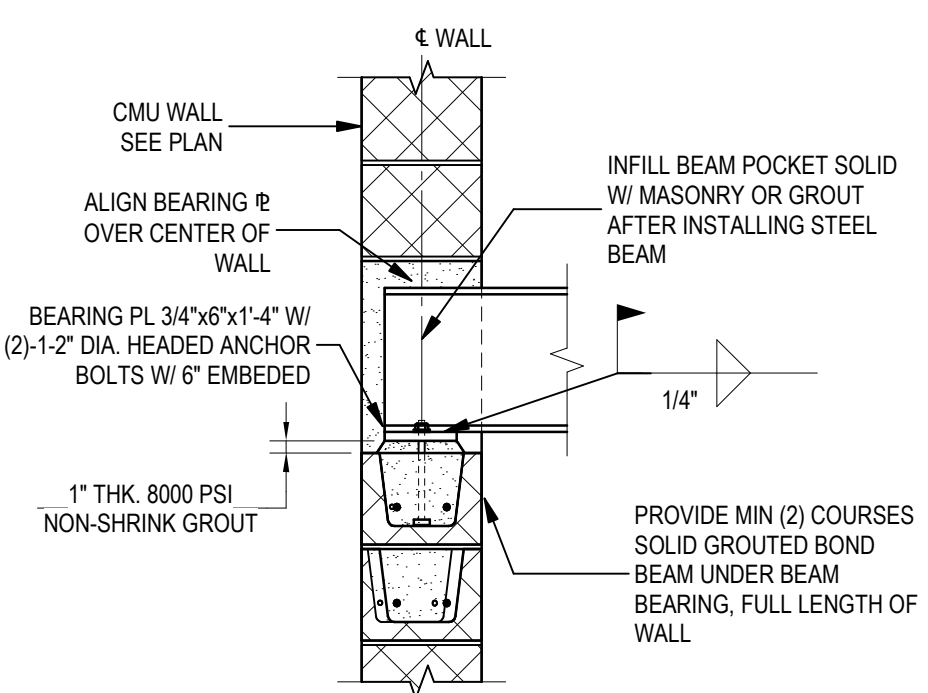 ℄ WALL
CMU WALL
SEE PLAN
ALIGN BEARING ⅊
OVER CENTER OF
WALL
BEARING PL 3/4"x6"x1'-4" W/
(2)-1-2" DIA. HEADED ANCHOR
BOLTS W/ 6" EMBEDED
1" THK. 8000 PSI
NON-SHRINK GROUT
INFILL BEAM POCKET SOLID
W/ MASONRY OR GROUT
AFTER INSTALLING STEEL
BEAM
1/4"
PROVIDE MIN (2) COURSES
SOLID GROUTED BOND
BEAM UNDER BEAM
BEARING, FULL LENGTH OF
WALL